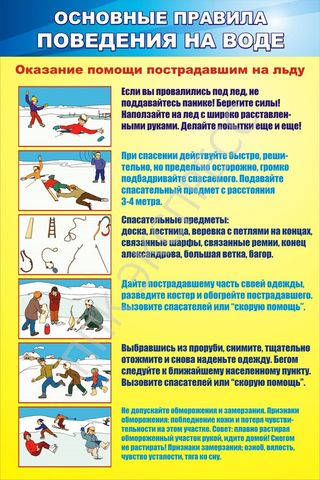 ОСНОВНЫЕ ПРАВИЛА
ПОВЕДЕНИЯ НА ВОДЕ
Оказание помощи пострадавшим на льду
Если вы провалились под лед, не
поддавайтесь панике! Берегите силы!
Наползайте на лед с широко расставлен-
ными руками. Делайте попытки еще и еще!
При спасении действуйте быстро, реши-
тельно, но предельно осторожно, громко
подбадривайте спасаемого. Подавайте
спасательный предмет с расстояния
3-4 метра.
Спасательные предметы:
доска, лестница, веревка с петлями на концах,
связанные шарфы, связанные ремни, конец
александрова, большая ветка, багор.
Дайте пострадавшему часть своей одежды,
разведите костер и обогрейте пострадавшего.
Вызовите спасателей или “скорую помощь”.
Выбравшись из проруби, снимите, тщательно
отожмите и снова наденьте одежду. Бегом
следуйте к ближайшему населенному пункту.
Вызовите спасателей или “скорую помощь”.
Не допускайте обморожения и замерзания. Признаки
обморожения: побледнение кожи и потеря чувстви-
тельности на этом участке. Совет: плавно растирая
обмороженный участок рукой, идите домой! Снегом
не растирать! Признаки замерзания: озноб, вялость,
чувство усталости, тяга ко сну.